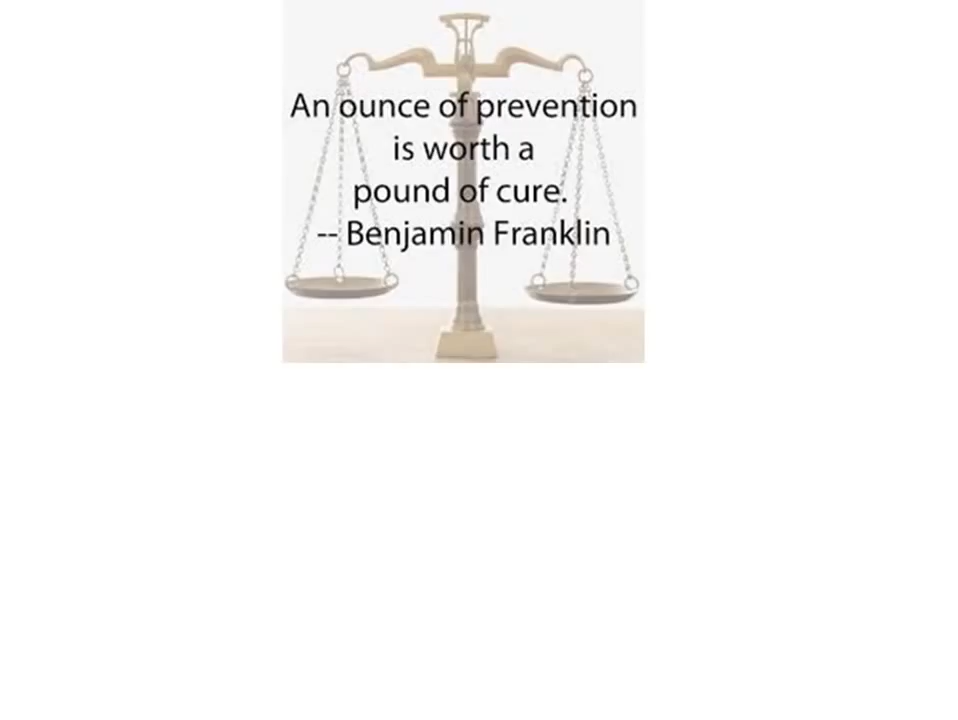 An ounce of prevention
is worth a
pound of cure.
-- Benjamin Franklin